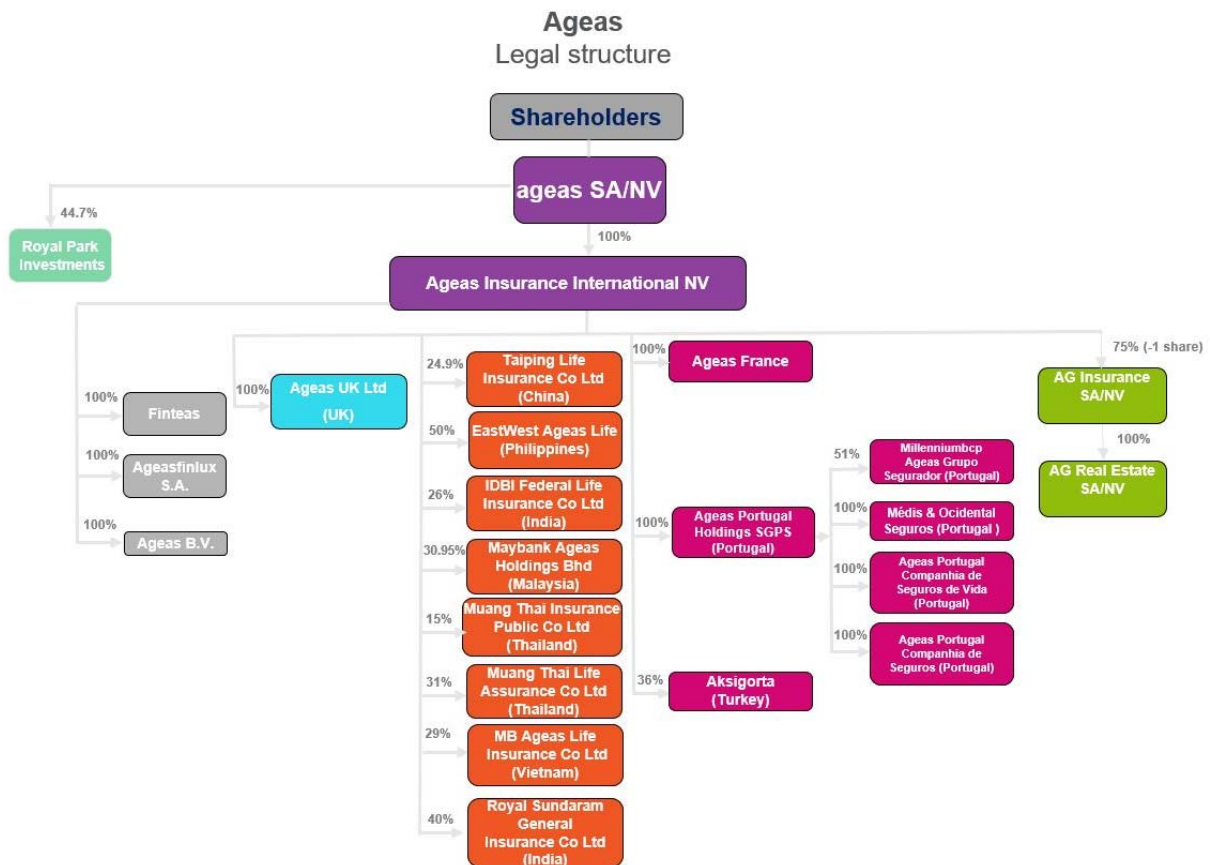 Ageas
Legal structure
Shareholders
ageas SA/NV
44.7%
Royal Park
Investments
100%
Ageas Insurance International NV
100%
Finteas
100%
Ageasfinlux
S.A.
100%
Ageas B.V.
100%
Ageas UK Ltd
(UK)
24.9%
Taiping Life
Insurance Co Ltd
(China)
50%
EastWest Ageas Life
(Philippines)
26%
IDBI Federal Life
Insurance Co Ltd
(India)
30.95%
Maybank Ageas
Holdings Bhd
(Malaysia)
15%
Muang Thai Insurance
Public Co Ltd
(Thailand)
31%
Muang Thai Life
Assurance Co Ltd
(Thailand)
29%
MB Ageas Life
Insurance Co Ltd
(Vietnam)
40%
Royal Sundaram
General
Insurance Co Ltd
(India)
100%
Ageas France
100%
Ageas Portugal
Holdings SGPS
(Portugal)
36%
Aksigorta
(Turkey)
51%
Millenniumbcp
Ageas Grupo
Segurador (Portugal)
100%
Médis & Ocidental
Seguros (Portugal )
100%
Ageas Portugal
Companhia de
Seguros de Vida
(Portugal)
100%
Ageas Portugal
Companhia de
Seguros (Portugal)
75% (-1 share)
AG Insurance
SA/NV
100%
AG Real Estate
SA/NV